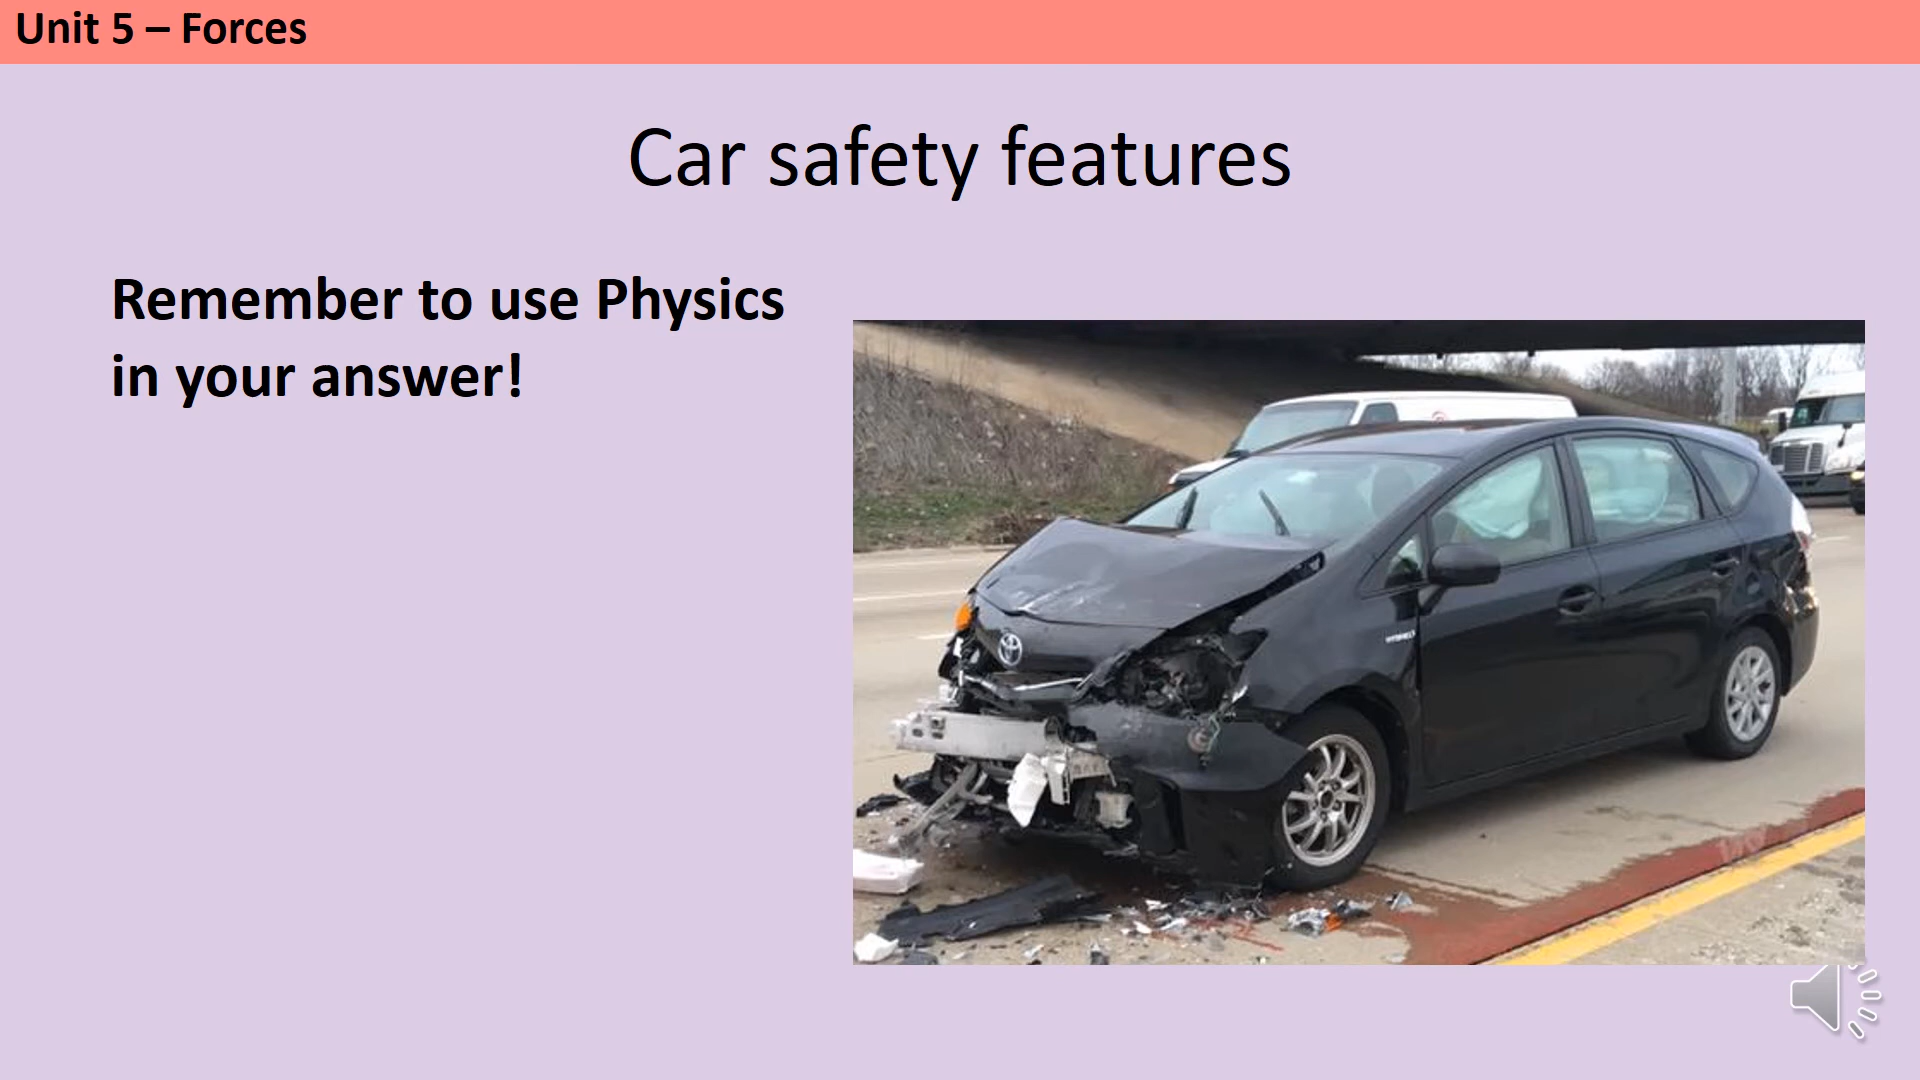 Unit 5 – Forces
Car safety features
Remember to use Physics
in your answer!